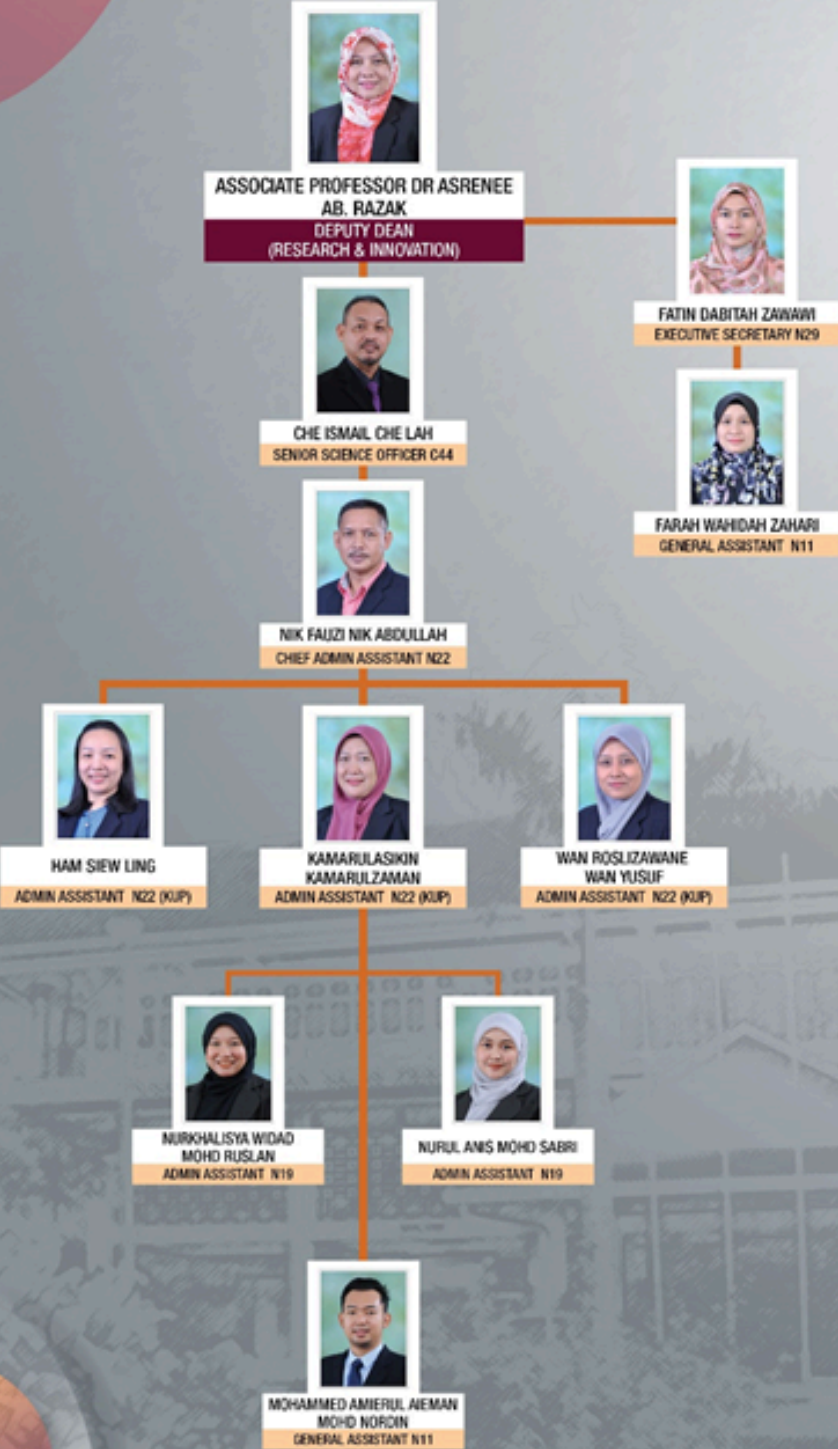 ASSOCIATE PROFESSOR DR ASRENEE
AB. RAZAK
DEPUTY DEAN
(RESEARCH & INNOVATION)
FATIN DABITAH ZAWAWI
EXECUTIVE SECRETARY N29
CHE ISMAIL CHE LAH
SENIOR SCIENCE OFFICER C44
FARAH WAHIDAH ZAHARI
GENERAL ASSISTANT N11
NIK FAUZI NIK ABDULLAH
CHIEF ADMIN ASSISTANT N22
HAM SIEW LING
ADMIN ASSISTANT N22 (KUP)
KAMARULASIKIN
KAMARULZAMAN
ADMIN ASSISTANT N22 (KUP)
WAN ROSLIZAWANE
WAN YUSUF
ADMIN ASSISTANT N22 (KUP)
NURKHALISYA WIDAD
MOHD RUSLAN
ADMIN ASSISTANT N19
NURUL ANIS MOHD SABRI
ADMIN ASSISTANT N19
MOHAMMED AMIERUL AIEMAN
MOHD NORDIN
GENERAL ASSISTANT N11